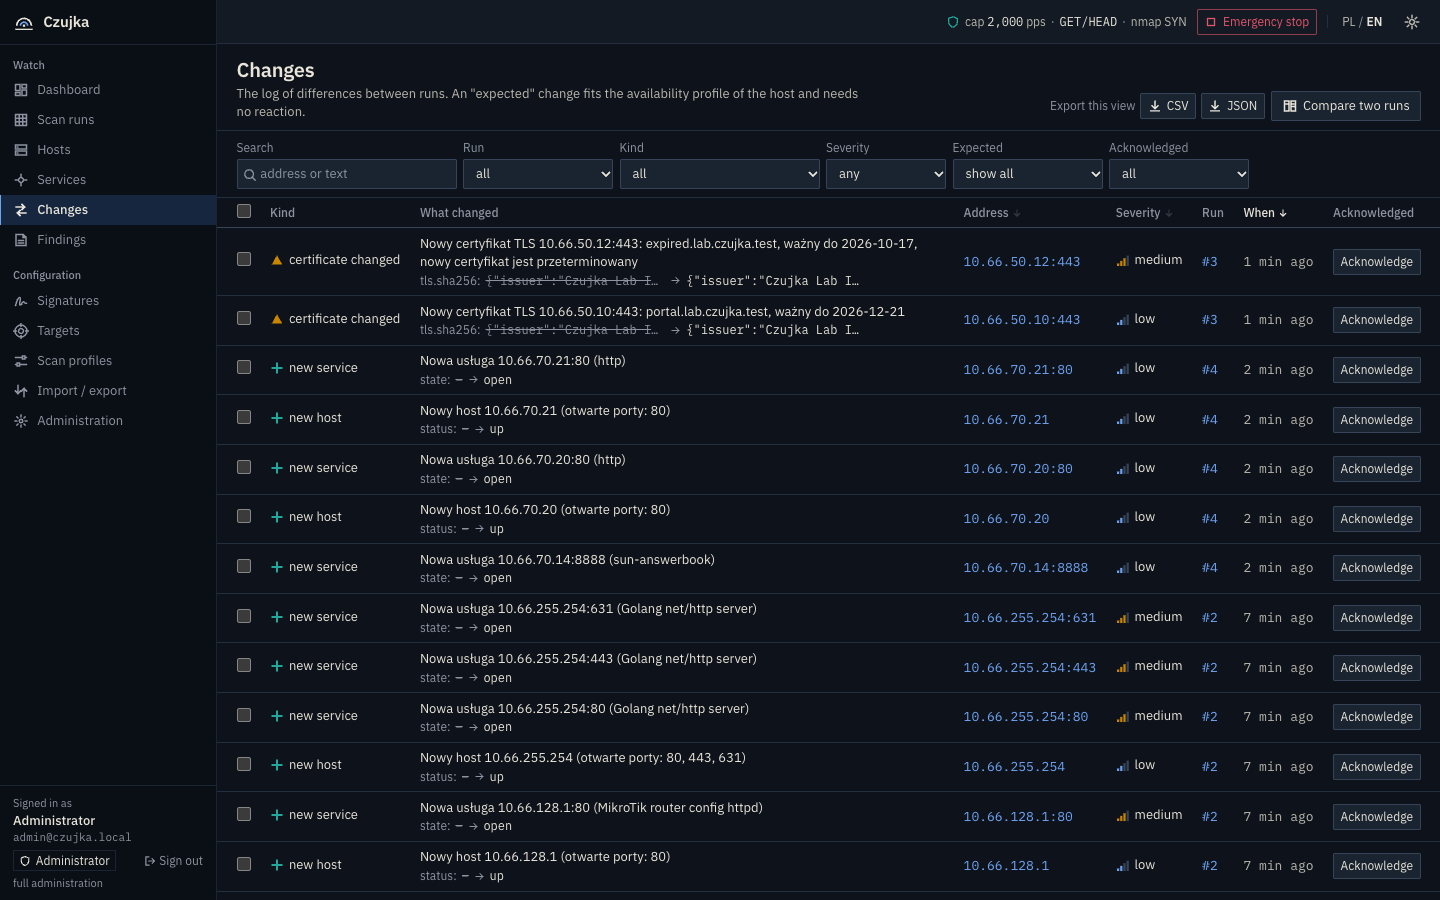 Czujka
cap 2,000 pps · GET/HEAD · nmap SYN
Emergency stop
PL / EN
Watch
Dashboard
Scan runs
Hosts
Services
Changes
Findings
Configuration
Signatures
Targets
Scan profiles
Import / export
Administration
Signed in as
Administrator
admin@czujka.local
Administrator
Sign out
full administration
Changes
The log of differences between runs. An "expected" change fits the availability profile of the host and needs
no reaction.
Export this view
CSV
JSON
Compare two runs
Search
Run
Kind
Severity
Expected
Acknowledged
address or text
all
all
any
show all
all
Kind What changed Address ↓ Severity ↓ Run When ↓ Acknowledged
certificate changed
Nowy certyfikat TLS 10.66.50.12:443: expired.lab.czujka.test, ważny do 2026-10-17,
nowy certyfikat jest przeterminowany
tls.sha256: {"issuer":"Czujka Lab I… → {"issuer":"Czujka Lab I…
10.66.50.12:443 medium #3 1 min ago Acknowledge
certificate changed
Nowy certyfikat TLS 10.66.50.10:443: portal.lab.czujka.test, ważny do 2026-12-21
tls.sha256: {"issuer":"Czujka Lab I… → {"issuer":"Czujka Lab I…
10.66.50.10:443 low #3 1 min ago Acknowledge
new service
Nowa usługa 10.66.70.21:80 (http)
state: — → open
10.66.70.21:80 low #4 2 min ago Acknowledge
new host
Nowy host 10.66.70.21 (otwarte porty: 80)
status: — → up
10.66.70.21 low #4 2 min ago Acknowledge
new service
Nowa usługa 10.66.70.20:80 (http)
state: — → open
10.66.70.20:80 low #4 2 min ago Acknowledge
new host
Nowy host 10.66.70.20 (otwarte porty: 80)
status: — → up
10.66.70.20 low #4 2 min ago Acknowledge
new service
Nowa usługa 10.66.70.14:8888 (sun-answerbook)
state: — → open
10.66.70.14:8888 low #4 2 min ago Acknowledge
new service
Nowa usługa 10.66.255.254:631 (Golang net/http server)
state: — → open
10.66.255.254:631 medium #2 7 min ago Acknowledge
new service
Nowa usługa 10.66.255.254:443 (Golang net/http server)
state: — → open
10.66.255.254:443 medium #2 7 min ago Acknowledge
new service
Nowa usługa 10.66.255.254:80 (Golang net/http server)
state: — → open
10.66.255.254:80 medium #2 7 min ago Acknowledge
new host
Nowy host 10.66.255.254 (otwarte porty: 80, 443, 631)
status: — → up
10.66.255.254 low #2 7 min ago Acknowledge
new service
Nowa usługa 10.66.128.1:80 (MikroTik router config httpd)
state: — → open
10.66.128.1:80 medium #2 7 min ago Acknowledge
new host
Nowy host 10.66.128.1 (otwarte porty: 80)
status: — → up
10.66.128.1 low #2 7 min ago Acknowledge